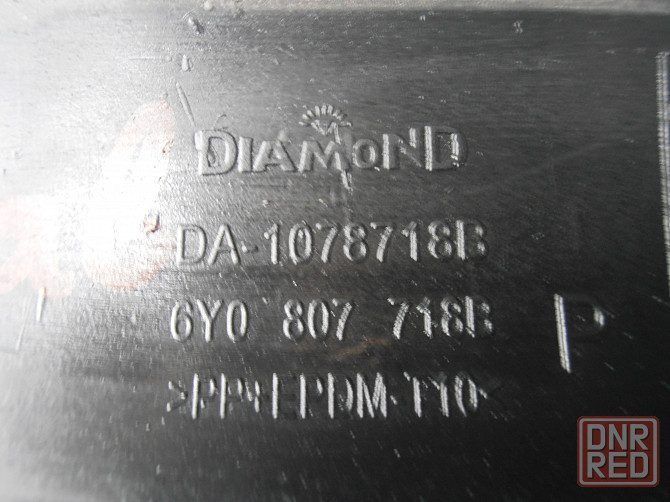 DIAMOND
DA-1078718B
6Y0 807 718B
P
>PP+EPDM-T10<
DNR
RED